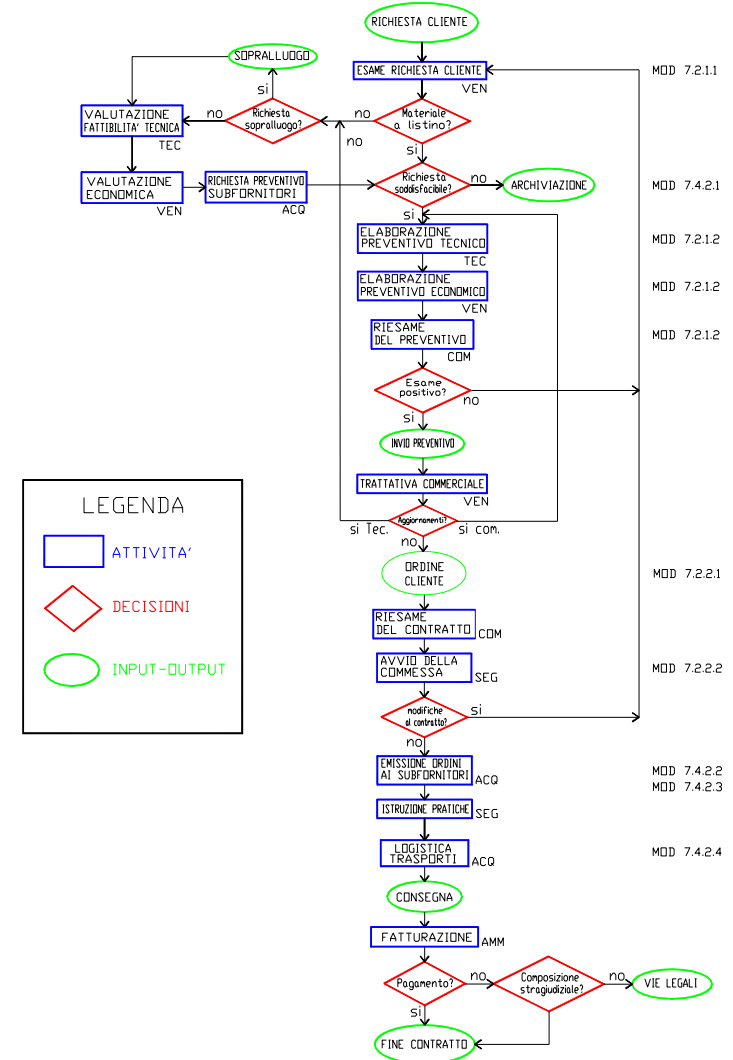 RICHIESTA CLIENTE
ESAME RICHIESTA CLIENTE
MOD 7.2.1.1
VEN
SOPRALLUOGO
si
Materiale
a listino?
no
si
Richiesta
sopralluogo?
no
no
VALUTAZIONE
FATTIBILITA' TECNICA
TEC
VALUTAZIONE
ECONOMICA
VEN
RICHIESTA PREVENTIVO
SUBFORNITORI
ACQ
Richiesta
soddisfacibile?
no
si
ARCHIVIAZIONE
MOD 7.4.2.1
ELABORAZIONE
PREVENTIVO TECNICO
TEC
MOD 7.2.1.2
ELABORAZIONE
PREVENTIVO ECONOMICO
VEN
MOD 7.2.1.2
RIESAME
DEL PREVENTIVO
COM
MOD 7.2.1.2
Esame
positivo?
no
si
INVIO PREVENTIVO
TRATTATIVA COMMERCIALE
VEN
Aggiornamenti?
si Tec.
si com.
no
ORDINE
CLIENTE
MOD 7.2.2.1
RIESAME
DEL CONTRATTO
COM
AVVIO DELLA
COMMESSA
SEG
MOD 7.2.2.2
modifiche
al contratto?
si
no
EMISSIONE ORDINI
AI SUBFORNITORI
ACQ
MOD 7.4.2.2
MOD 7.4.2.3
ISTRUZIONE PRATICHE
SEG
LOGISTICA
TRASPORTI
ACQ
MOD 7.4.2.4
CONSEGNA
FATTURAZIONE
AMM
Pagamento?
no
si
Composizione
stragiudiziale?
no
VIE LEGALI
FINE CONTRATTO
LEGENDA
ATTIVITA'
DECISIONI
INPUT-OUTPUT